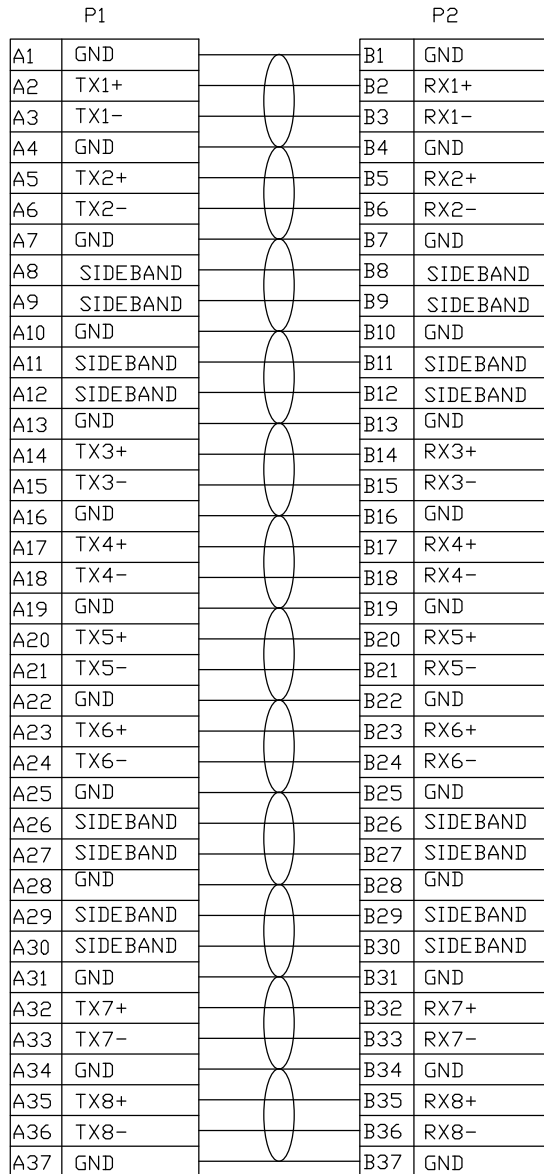 P1 P2
A1 GND B1 GND
A2 TX1+ B2 RX1+
A3 TX1- B3 RX1-
A4 GND B4 GND
A5 TX2+ B5 RX2+
A6 TX2- B6 RX2-
A7 GND B7 GND
A8 SIDEBAND B8 SIDEBAND
A9 SIDEBAND B9 SIDEBAND
A10 GND B10 GND
A11 SIDEBAND B11 SIDEBAND
A12 SIDEBAND B12 SIDEBAND
A13 GND B13 GND
A14 TX3+ B14 RX3+
A15 TX3- B15 RX3-
A16 GND B16 GND
A17 TX4+ B17 RX4+
A18 TX4- B18 RX4-
A19 GND B19 GND
A20 TX5+ B20 RX5+
A21 TX5- B21 RX5-
A22 GND B22 GND
A23 TX6+ B23 RX6+
A24 TX6- B24 RX6-
A25 GND B25 GND
A26 SIDEBAND B26 SIDEBAND
A27 SIDEBAND B27 SIDEBAND
A28 GND B28 GND
A29 SIDEBAND B29 SIDEBAND
A30 SIDEBAND B30 SIDEBAND
A31 GND B31 GND
A32 TX7+ B32 RX7+
A33 TX7- B33 RX7-
A34 GND B34 GND
A35 TX8+ B35 RX8+
A36 TX8- B36 RX8-
A37 GND B37 GND